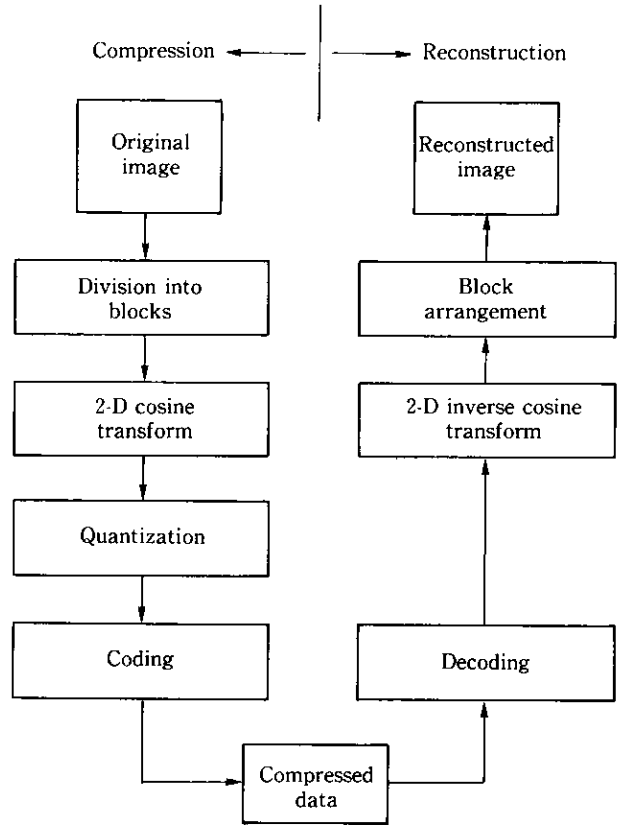 Compression
Reconstruction
Original
image
Division into
blocks
2-D cosine
transform
Quantization
Coding
Compressed
data
Decoding
2-D inverse cosine
transform
Block
arrangement
Reconstructed
image